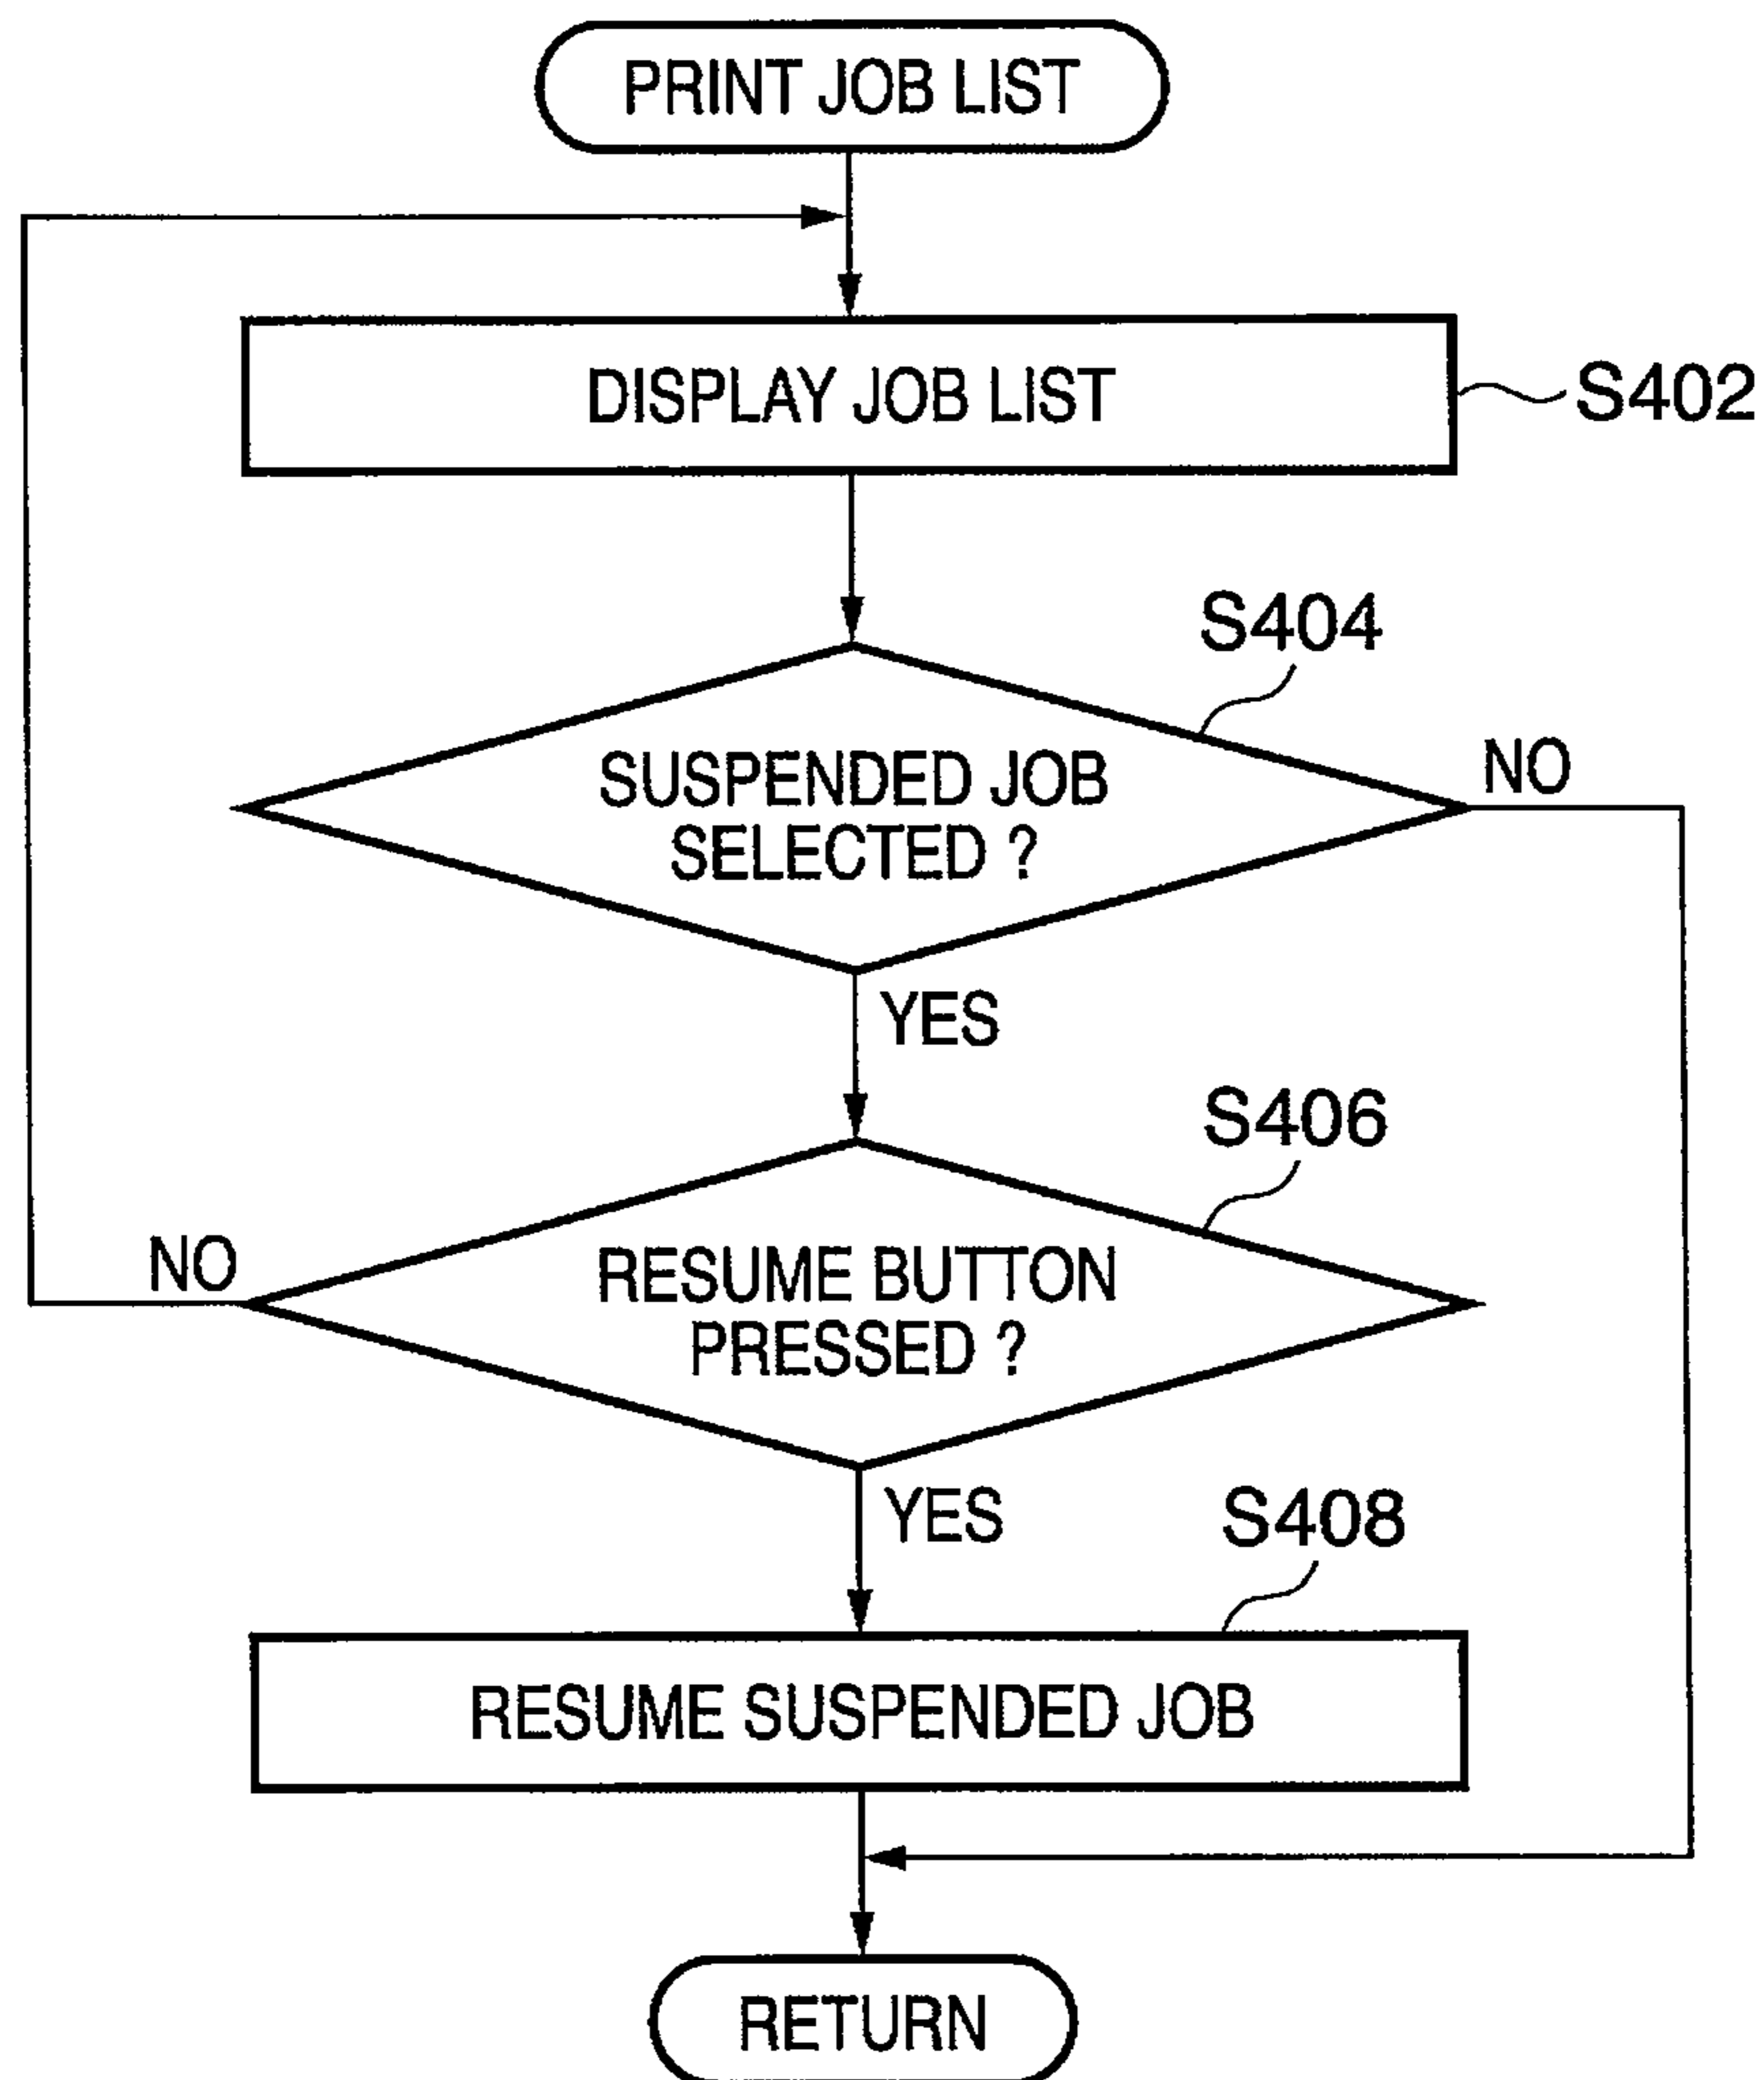 PRINT JOB LIST
DISPLAY JOB LIST
S402
S404
SUSPENDED JOB
SELECTED ?
NO
YES
S406
RESUME BUTTON
PRESSED ?
NO
YES
S408
RESUME SUSPENDED JOB
RETURN